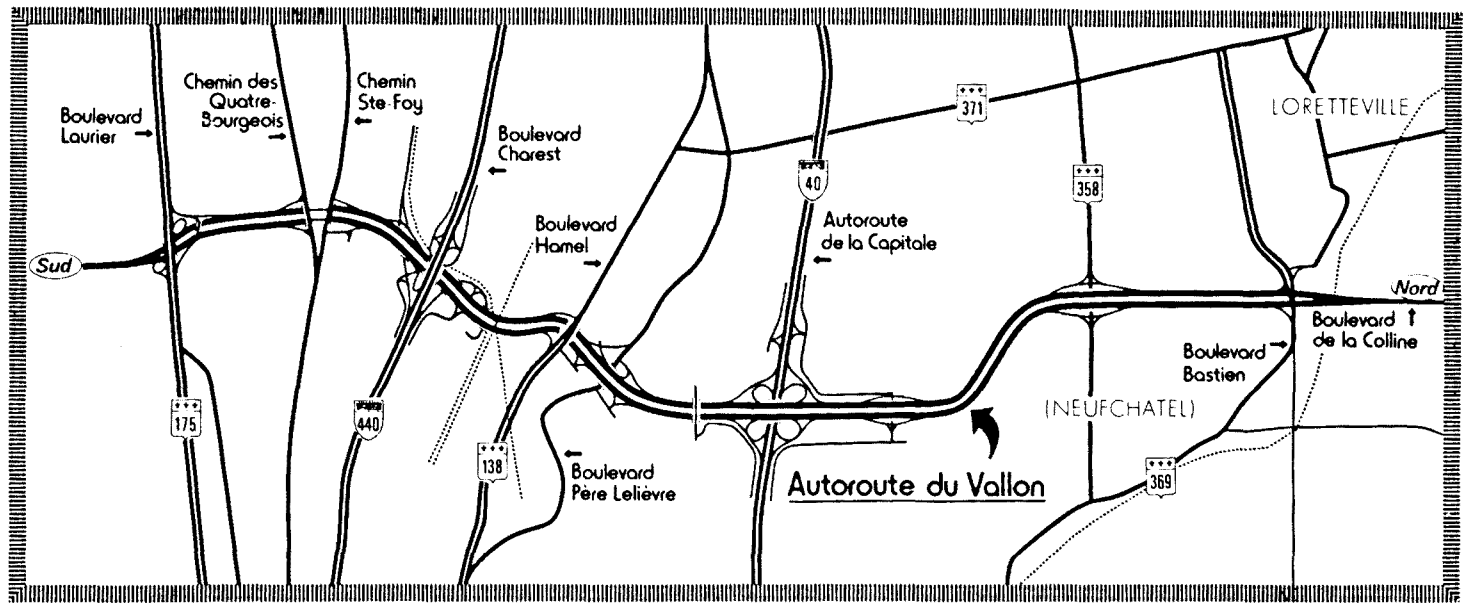 Boulevard
Laurier
Chemin des
Quatre-
Bourgeois
Chemin
Ste-Foy
Boulevard
Charest
Boulevard
Hamel
371
LORETTEVILLE
40
358
Autoroute
de la Capitale
Sud
Nord
Boulevard
de la Colline
Boulevard
Bastien
175
440
138
Boulevard
Père Lelièvre
(NEUFCHATEL)
Autoroute du Vallon
369